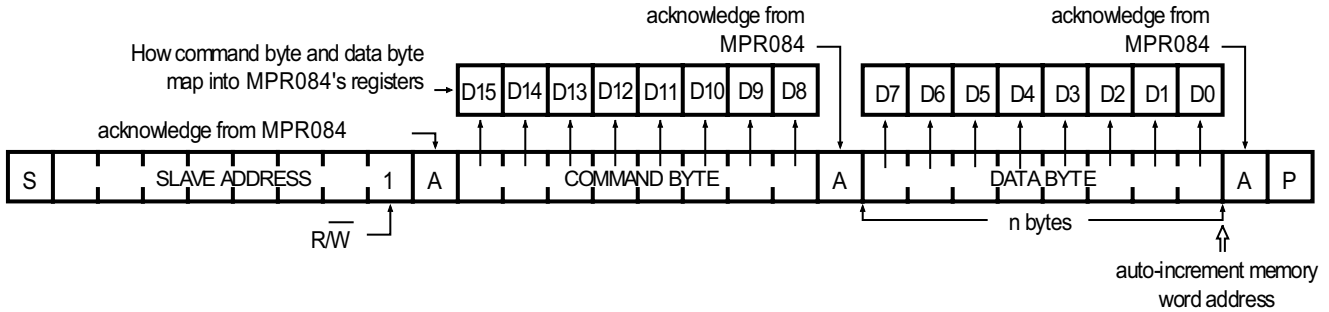 acknowledge from
MPR084
acknowledge from
MPR084
How command byte and data byte
map into MPR084's registers
D15 D14 D13 D12 D11 D10 D9 D8 D7 D6 D5 D4 D3 D2 D1 D0
acknowledge from MPR084
S SLAVE ADDRESS 1 A COMMAND BYTE A DATA BYTE A P
R/W̅
n bytes
auto-increment memory
word address